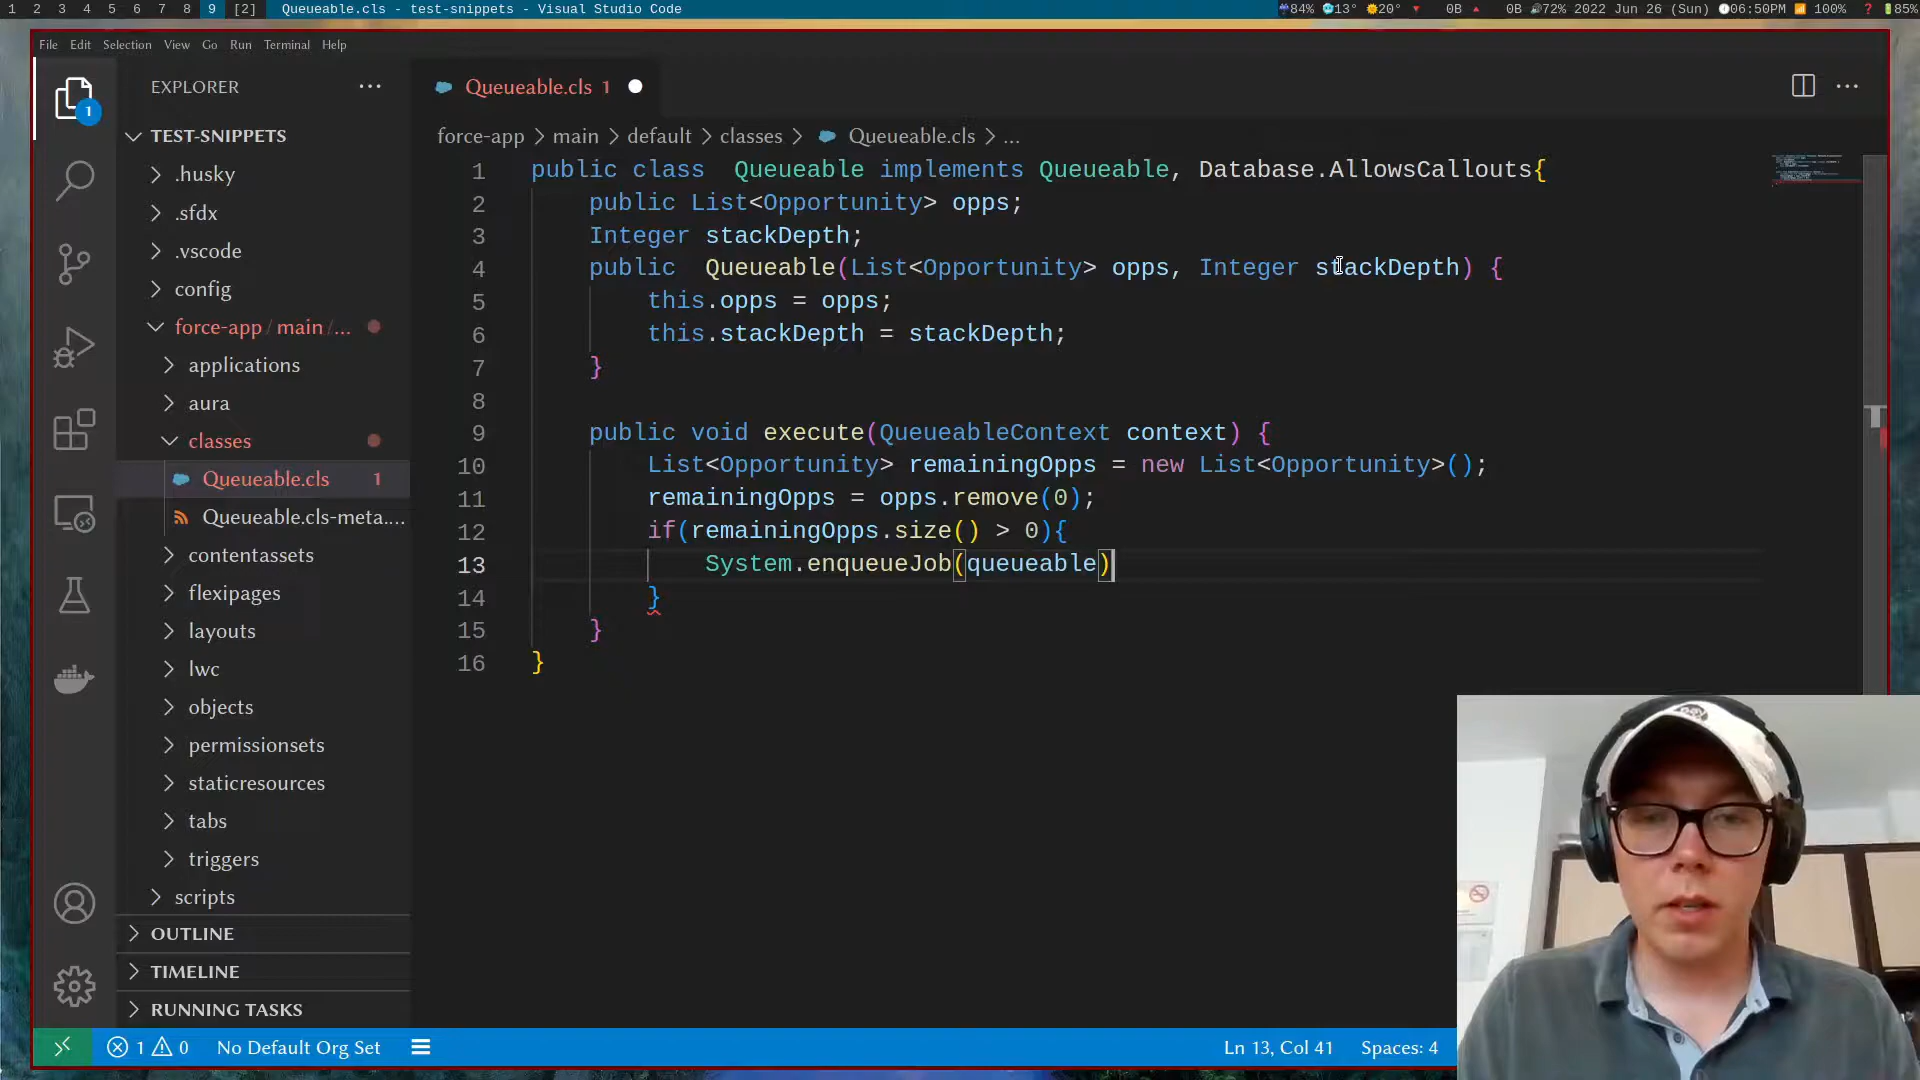 1 2 3 4 5 6 7 8 9 [2] Queueable.cls - test-snippets - Visual Studio Code 84% 13° 20° 0B 0B 72% 2022 Jun 26 (Sun) 06:50PM 100% 85%
File Edit Selection View Go Run Terminal Help
EXPLORER
Queueable.cls 1
1
TEST-SNIPPETS
force-app > main > default > classes > Queueable.cls > ...
.husky
.sfdx
.vscode
config
force-app / main /...
applications
aura
classes
Queueable.cls 1
Queueable.cls-meta....
contentassets
flexipages
layouts
lwc
objects
permissionsets
staticresources
tabs
triggers
scripts
OUTLINE
TIMELINE
RUNNING TASKS
1 public class  Queueable implements Queueable, Database.AllowsCallouts{
2     public List<Opportunity> opps;
3     Integer stackDepth;
4     public  Queueable(List<Opportunity> opps, Integer stackDepth) {
5         this.opps = opps;
6         this.stackDepth = stackDepth;
7     }
8
9     public void execute(QueueableContext context) {
10         List<Opportunity> remainingOpps = new List<Opportunity>();
11         remainingOpps = opps.remove(0);
12         if(remainingOpps.size() > 0){
13             System.enqueueJob(queueable)
14         }
15     }
16 }
1 0 No Default Org Set Ln 13, Col 41 Spaces: 4